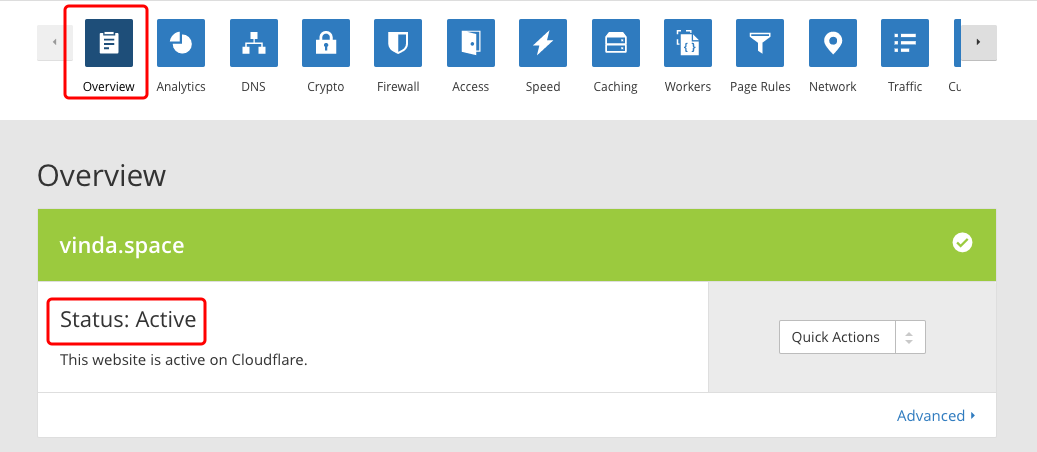 Overview Analytics DNS Crypto Firewall Access Speed Caching Workers Page Rules Network Traffic
Overview
vinda.space
Status: Active
This website is active on Cloudflare.
Quick Actions
Advanced